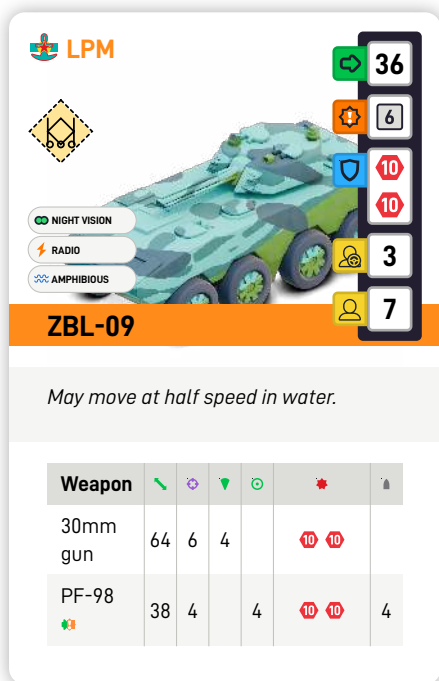 LPM
36
6
10
10
NIGHT VISION
RADIO
AMPHIBIOUS
3
7
ZBL-09
May move at half speed in water.
Weapon
30mm gun 64 6 4 10 10
PF-98 38 4 4 10 10 4